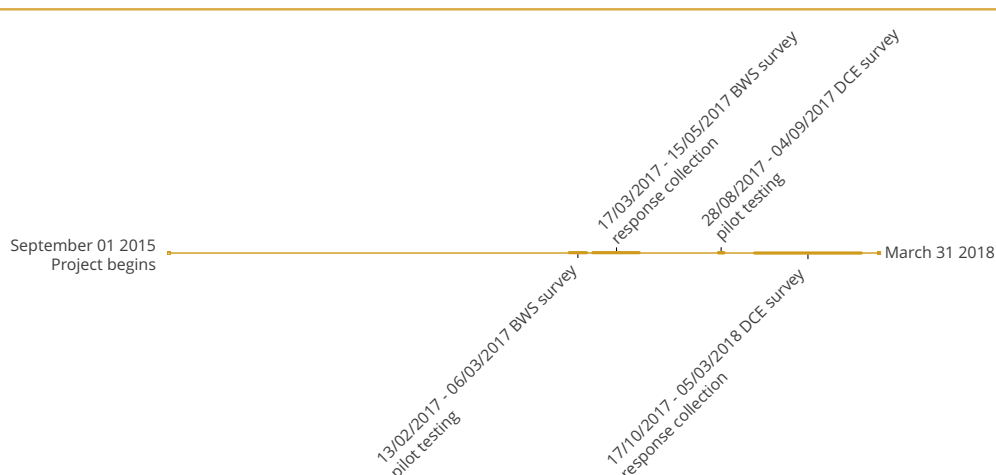 September 01 2015
Project begins
13/02/2017 - 06/03/2017 BWS survey
pilot testing
17/03/2017 - 15/05/2017 BWS survey
response collection
28/08/2017 - 04/09/2017 DCE survey
pilot testing
17/10/2017 - 05/03/2018 DCE survey
response collection
March 31 2018